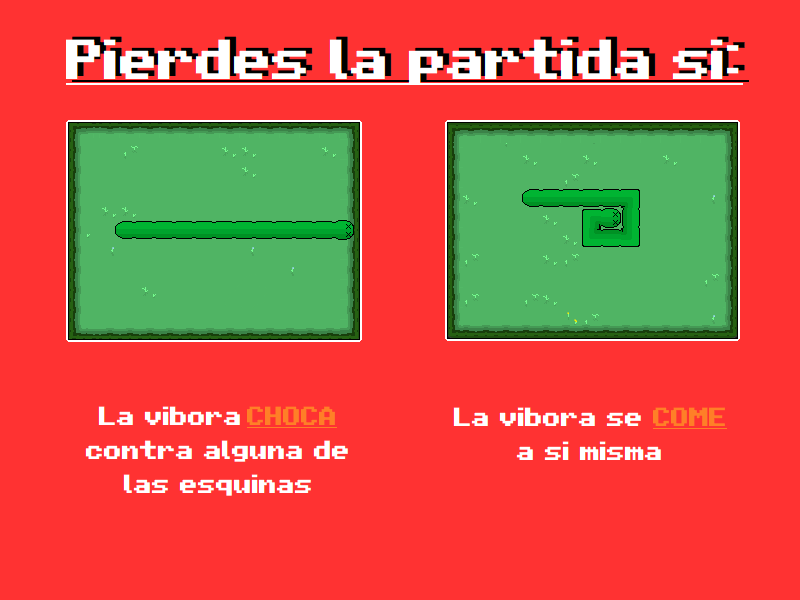 Pierdes la partida si:
La vibora CHOCA
contra alguna de
las esquinas
La vibora se COME
a si misma